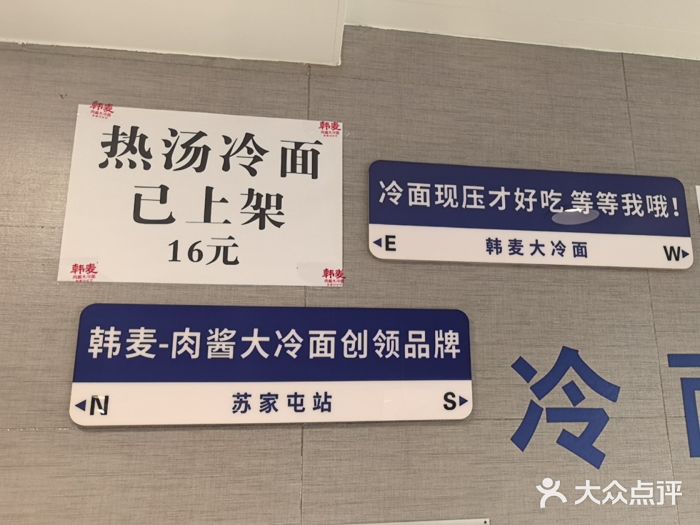 韩麦
韩麦
热汤冷面
已上架
16元
韩麦
韩麦
冷面现压才好吃,等等我哦!
E
韩麦大冷面
W
韩麦-肉酱大冷面创领品牌
N
苏家屯站
S
冷
大众点评